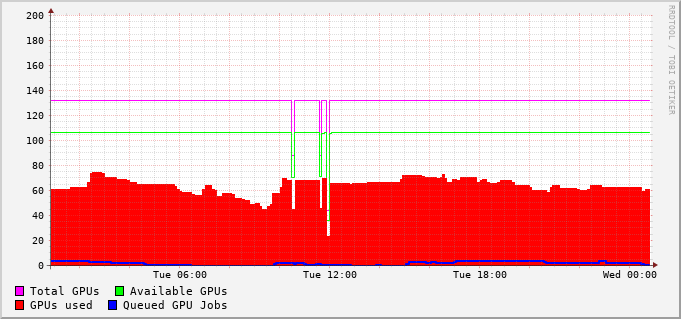 200
180
160
140
120
100
80
60
40
20
0
Tue 06:00 Tue 12:00 Tue 18:00 Wed 00:00
Total GPUs Available GPUs
GPUs used Queued GPU Jobs
RRDTOOL / TOBI OETIKER